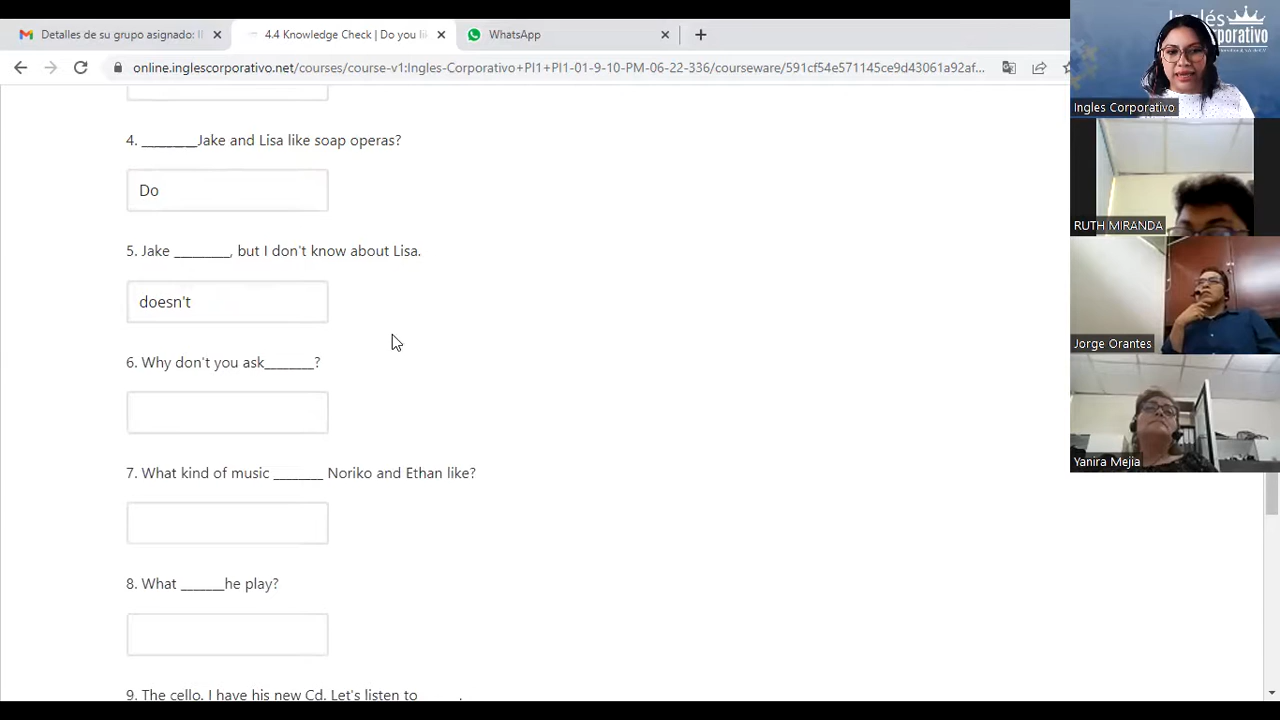 Detalles de su grupo asignado: I
4.4 Knowledge Check | Do you li
WhatsApp
online.inglescorporativo.net/courses/course-v1:Ingles-Corporativo+PI1+PI1-01-9-10-PM-06-22-336/courseware/591cf54e571145ce9d43061a92af...
4. ________Jake and Lisa like soap operas?
Do
5. Jake ________, but I don't know about Lisa.
doesn't
6. Why don't you ask_______?
7. What kind of music _______ Noriko and Ethan like?
8. What ______he play?
9. The cello. I have his new Cd. Let's listen to _____.
Inglés
Corporativo
Ingles Corporativo
RUTH MIRANDA
Jorge Orantes
Yanira Mejia